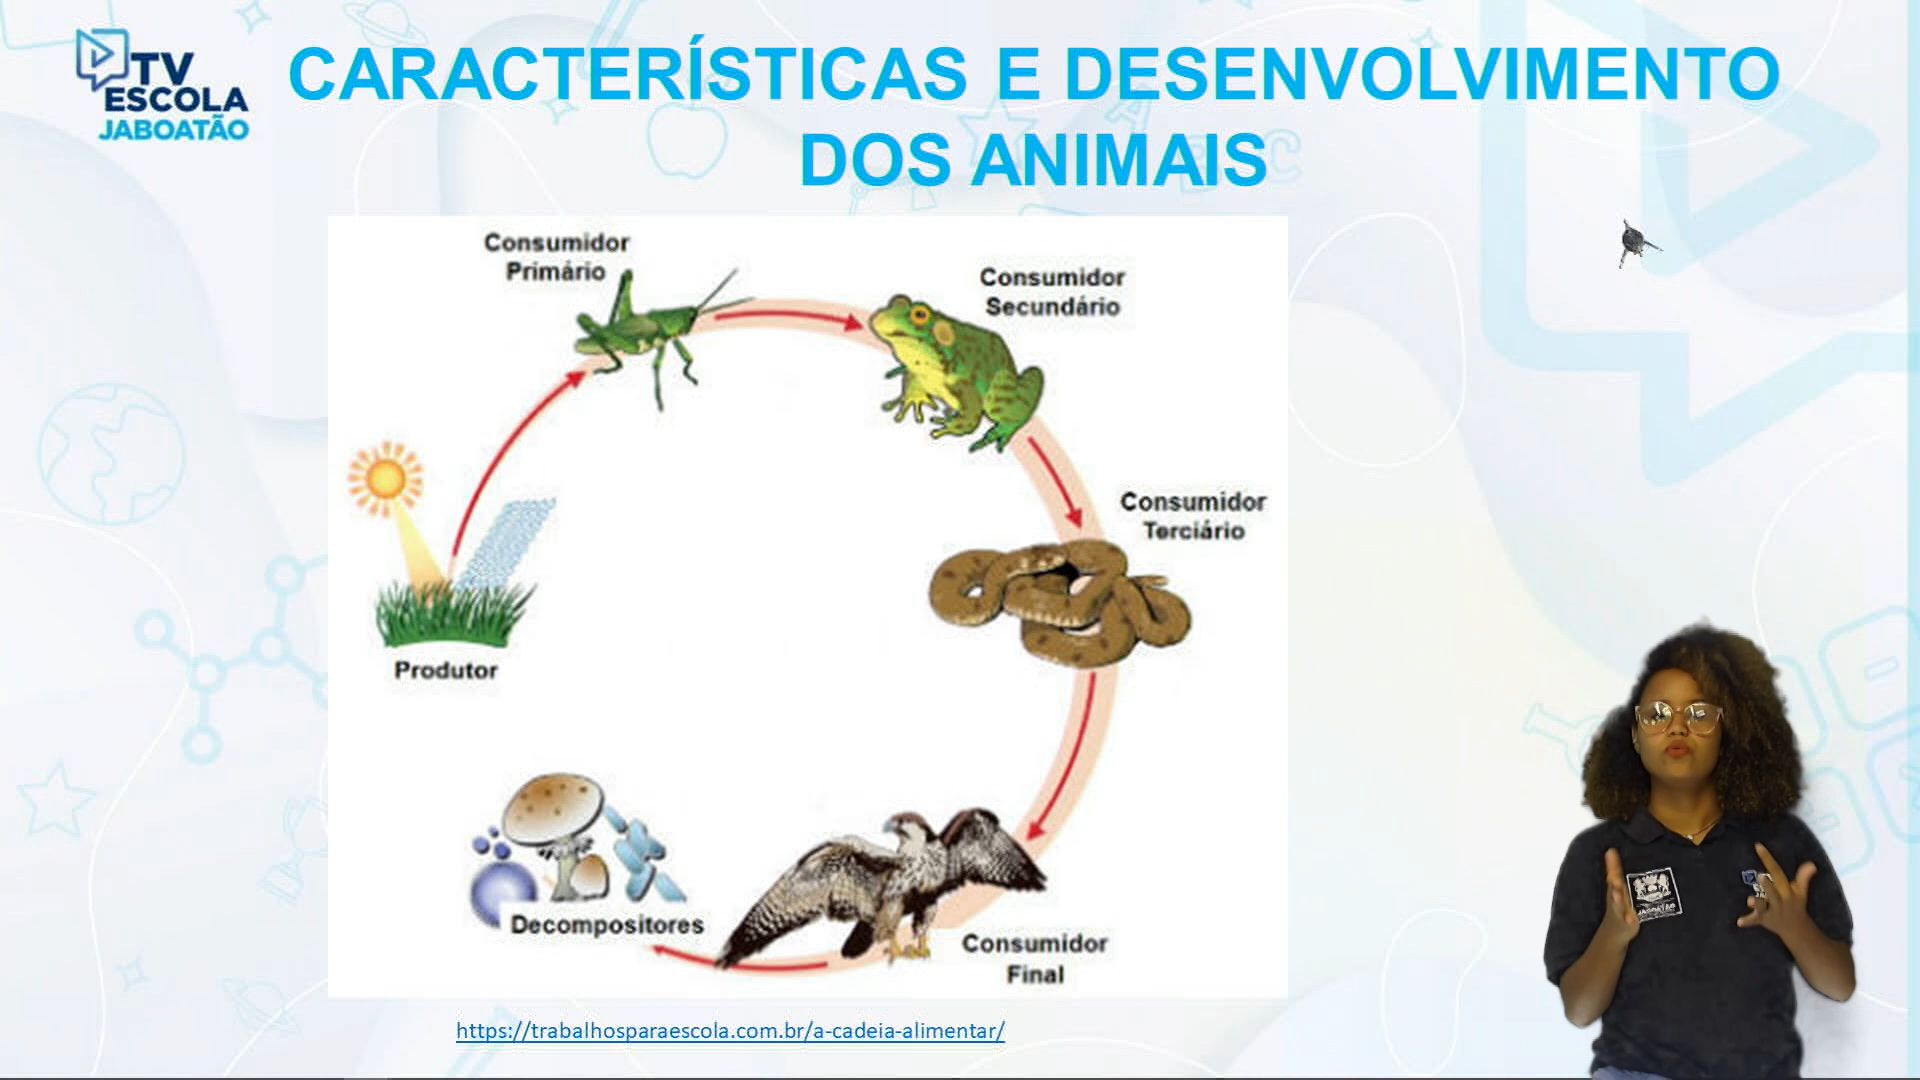 TV
ESCOLA
JABOATÃO
CARACTERÍSTICAS E DESENVOLVIMENTO
DOS ANIMAIS
Consumidor
Primário
Consumidor
Secundário
Consumidor
Terciário
Produtor
Decompositores
Consumidor
Final
https://trabalhosparaescola.com.br/a-cadeia-alimentar/